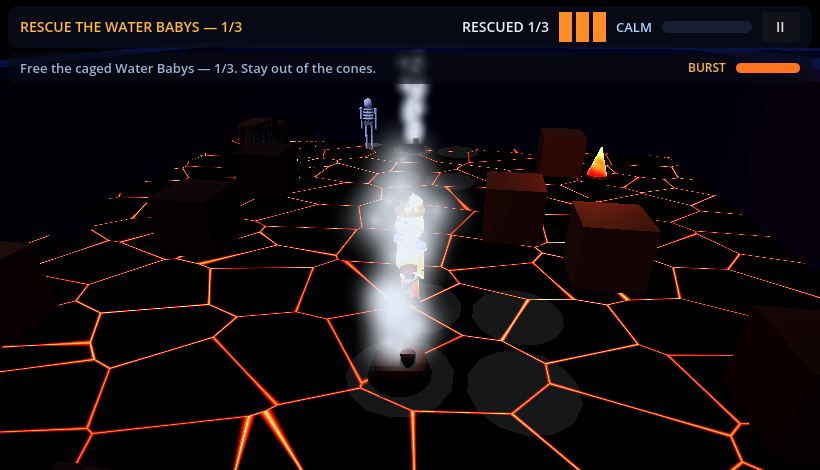 RESCUE THE WATER BABYS — 1/3
RESCUED 1/3
CALM
Free the caged Water Babys — 1/3. Stay out of the cones.
BURST